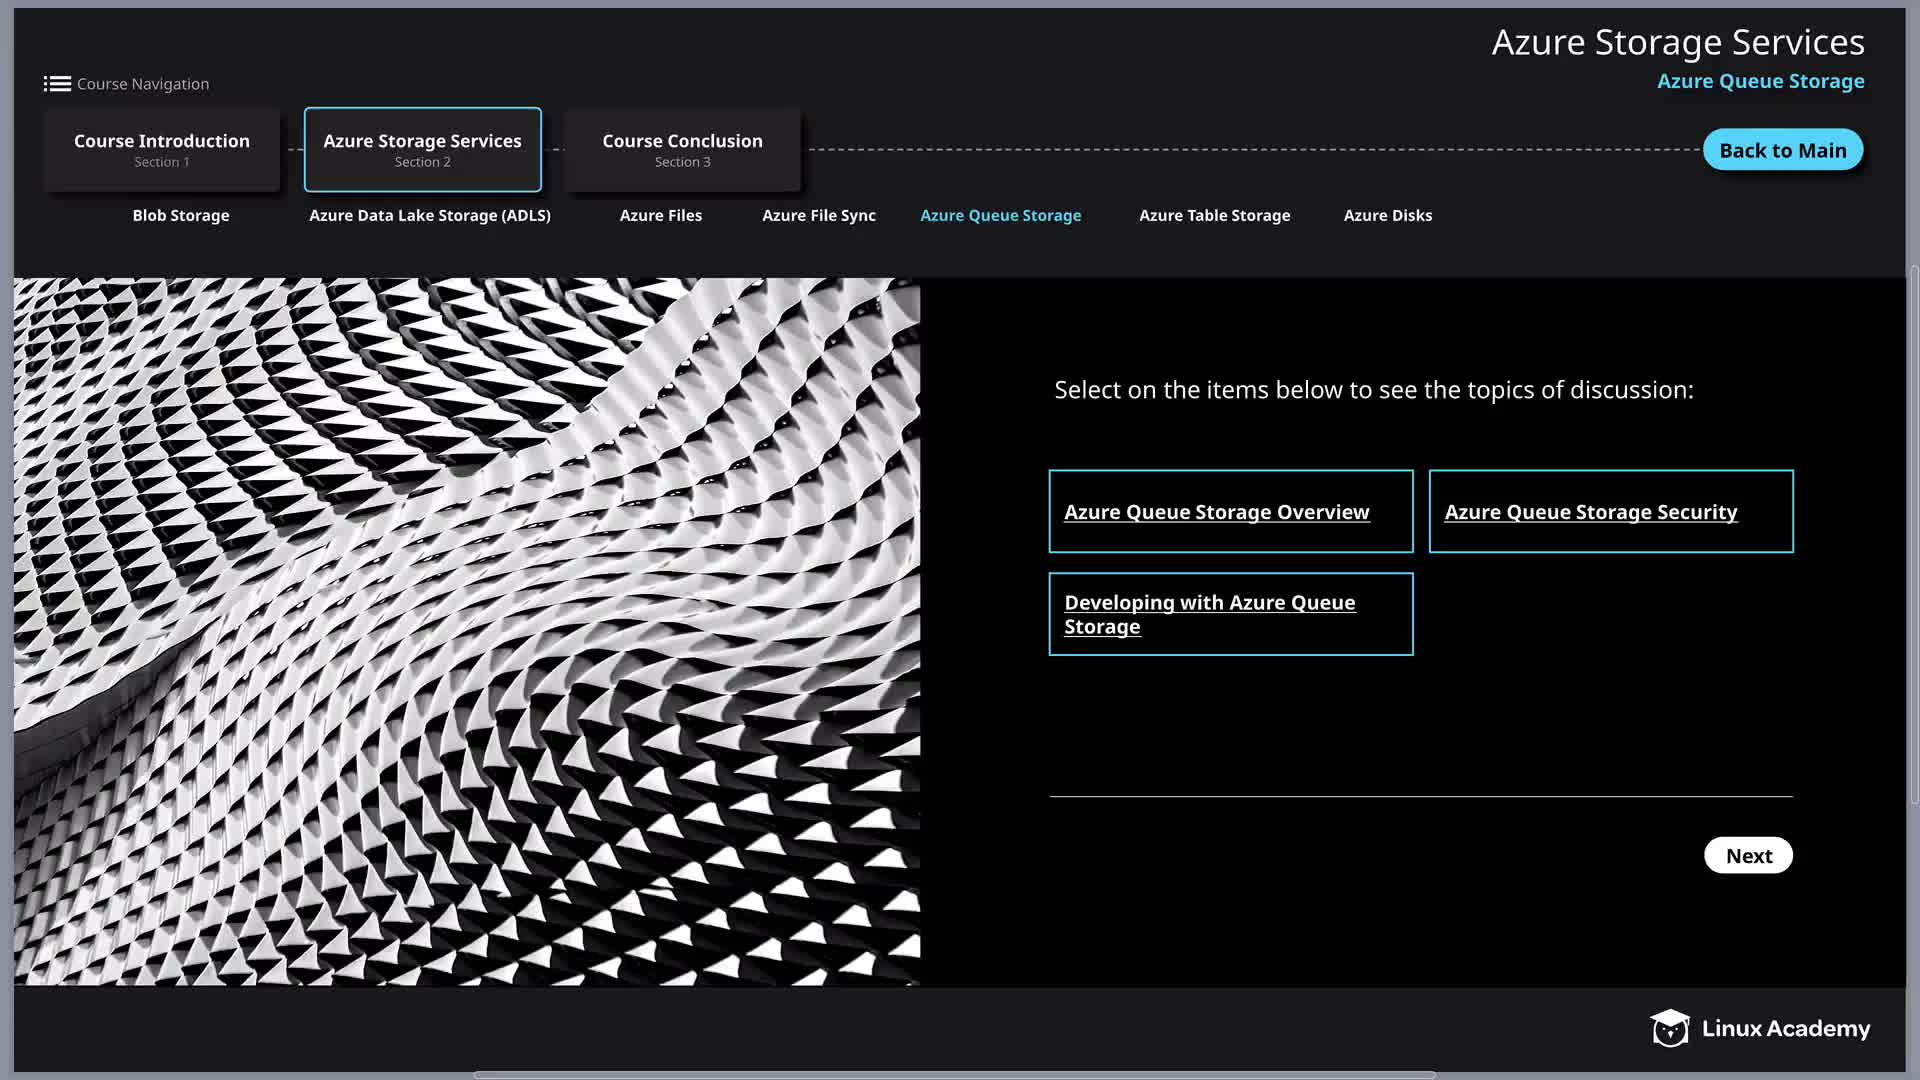 Azure Storage Services
Azure Queue Storage
Course Navigation
Course Introduction
Section 1
Azure Storage Services
Section 2
Course Conclusion
Section 3
Back to Main
Blob Storage
Azure Data Lake Storage (ADLS)
Azure Files
Azure File Sync
Azure Queue Storage
Azure Table Storage
Azure Disks
Select on the items below to see the topics of discussion:
Azure Queue Storage Overview
Azure Queue Storage Security
Developing with Azure Queue
Storage
Next
Linux Academy